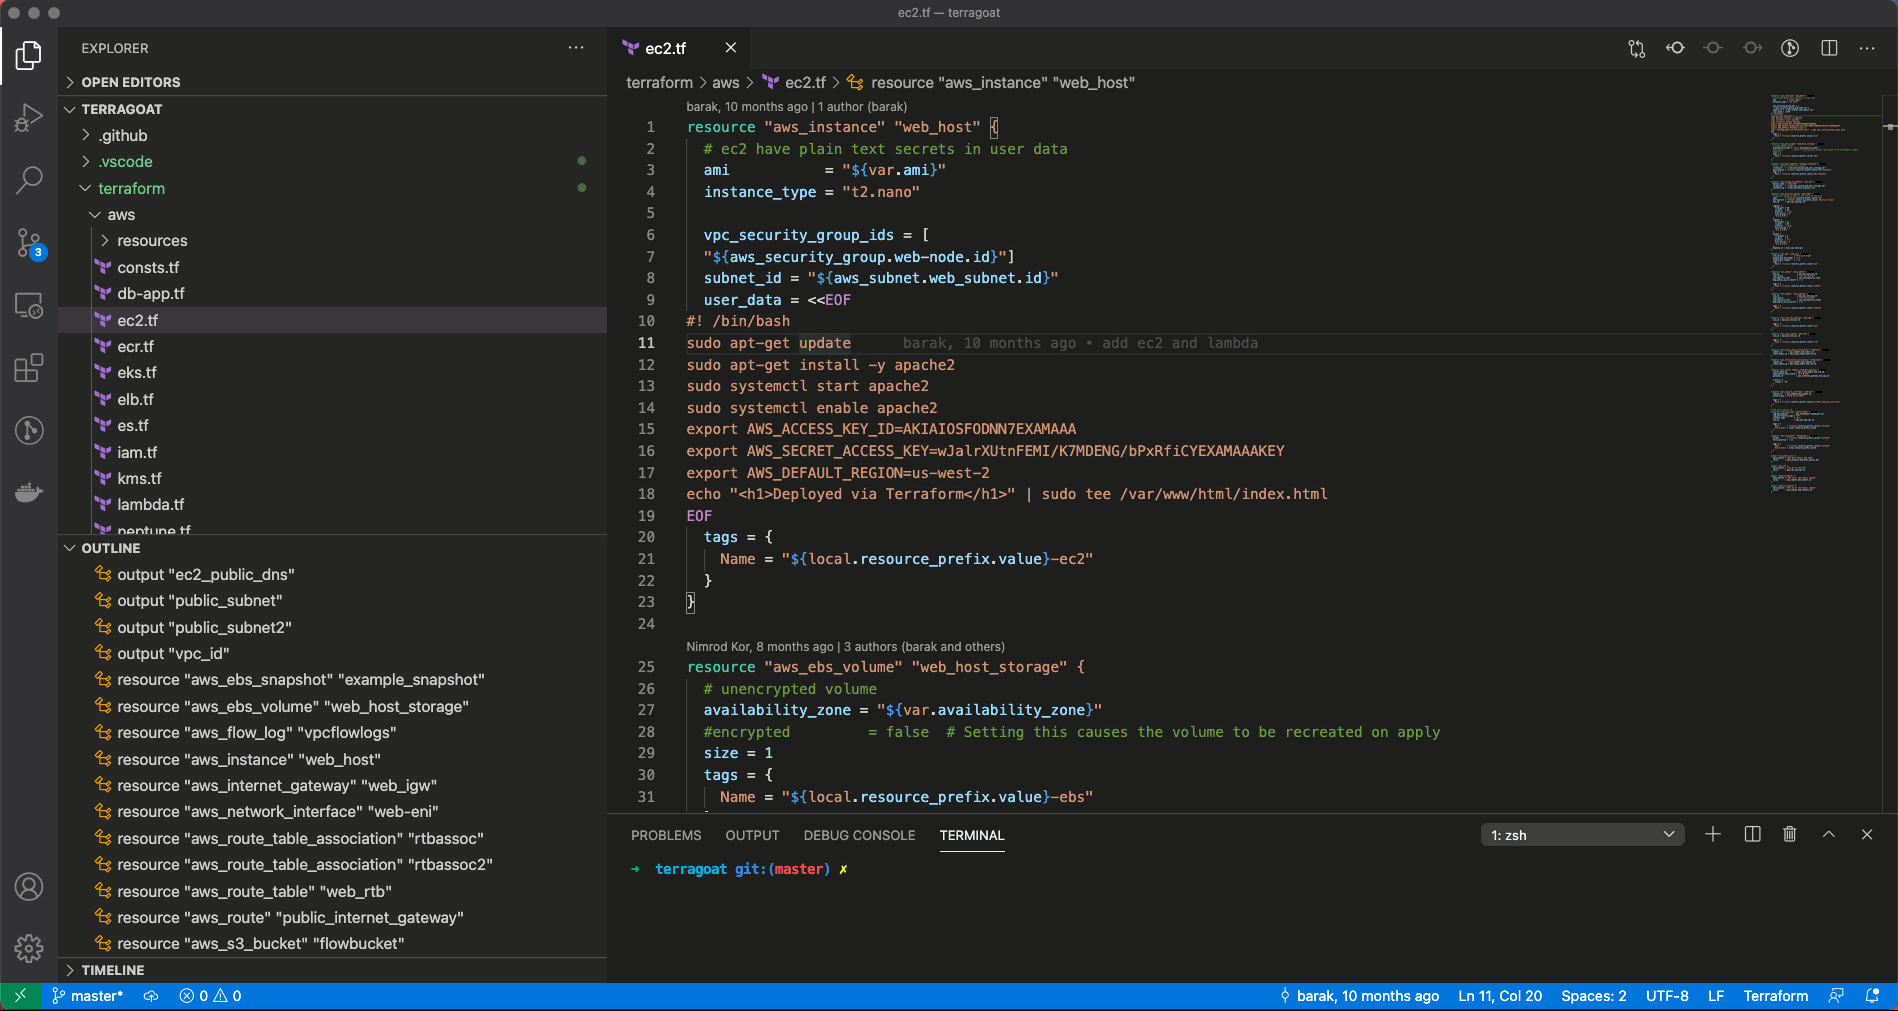 ec2.tf — terragoat
EXPLORER
OPEN EDITORS
TERRAGOAT
.github
.vscode
terraform
aws
resources
consts.tf
db-app.tf
ec2.tf
ecr.tf
eks.tf
elb.tf
es.tf
iam.tf
kms.tf
lambda.tf
neptune.tf
OUTLINE
output "ec2_public_dns"
output "public_subnet"
output "public_subnet2"
output "vpc_id"
resource "aws_ebs_snapshot" "example_snapshot"
resource "aws_ebs_volume" "web_host_storage"
resource "aws_flow_log" "vpcflowlogs"
resource "aws_instance" "web_host"
resource "aws_internet_gateway" "web_igw"
resource "aws_network_interface" "web-eni"
resource "aws_route_table_association" "rtbassoc"
resource "aws_route_table_association" "rtbassoc2"
resource "aws_route_table" "web_rtb"
resource "aws_route" "public_internet_gateway"
resource "aws_s3_bucket" "flowbucket"
TIMELINE
3
ec2.tf
terraform > aws > ec2.tf > resource "aws_instance" "web_host"
barak, 10 months ago | 1 author (barak)
1 resource "aws_instance" "web_host" {
2 # ec2 have plain text secrets in user data
3 ami           = "${var.ami}"
4 instance_type = "t2.nano"
5
6 vpc_security_group_ids = [
7 "${aws_security_group.web-node.id}"]
8 subnet_id = "${aws_subnet.web_subnet.id}"
9 user_data = <<EOF
10 #! /bin/bash
11 sudo apt-get update barak, 10 months ago • add ec2 and lambda
12 sudo apt-get install -y apache2
13 sudo systemctl start apache2
14 sudo systemctl enable apache2
15 export AWS_ACCESS_KEY_ID=AKIAIOSFODNN7EXAMAAA
16 export AWS_SECRET_ACCESS_KEY=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
17 export AWS_DEFAULT_REGION=us-west-2
18 echo "<h1>Deployed via Terraform</h1>" | sudo tee /var/www/html/index.html
19 EOF
20 tags = {
21 Name = "${local.resource_prefix.value}-ec2"
22 }
23 }
24
Nimrod Kor, 8 months ago | 3 authors (barak and others)
25 resource "aws_ebs_volume" "web_host_storage" {
26 # unencrypted volume
27 availability_zone = "${var.availability_zone}"
28 #encrypted         = false  # Setting this causes the volume to be recreated on apply
29 size = 1
30 tags = {
31 Name = "${local.resource_prefix.value}-ebs"
PROBLEMS OUTPUT DEBUG CONSOLE TERMINAL 1: zsh
➜ terragoat git:(master) ✗
master* 0 0 barak, 10 months ago Ln 11, Col 20 Spaces: 2 UTF-8 LF Terraform